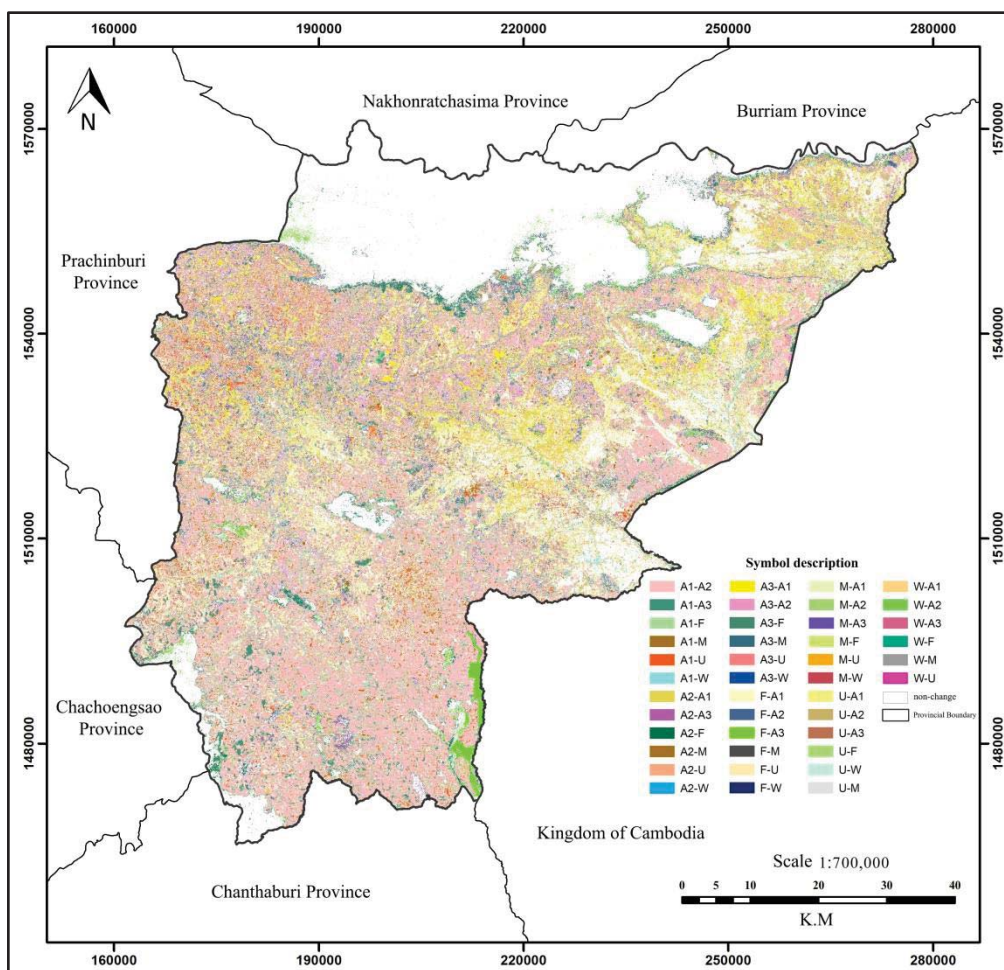 160000 190000 220000 250000 280000
Nakhonratchasima Province
Burriam Province
N
1570000 1570000
Prachinburi
Province
1540000 1540000
1510000 1510000
Symbol description
A1-A2 A3-A1 M-A1 W-A1
A1-A3 A3-A2 M-A2 W-A2
A1-F A3-F M-A3 W-A3
A1-M A3-M M-F W-F
A1-U A3-U M-U W-M
A1-W A3-W M-W W-U
A2-A1 F-A1 U-A1 non-change
A2-A3 F-A2 U-A2 Provincial Boundary
A2-F F-A3 U-A3
A2-M F-M U-F
A2-U F-U U-W
A2-W F-W U-M
Chachoengsao
Province
1480000 1480000
Kingdom of Cambodia
Chanthaburi Province
Scale 1:700,000
0 5 10 20 30 40
K.M
160000 190000 220000 250000 280000